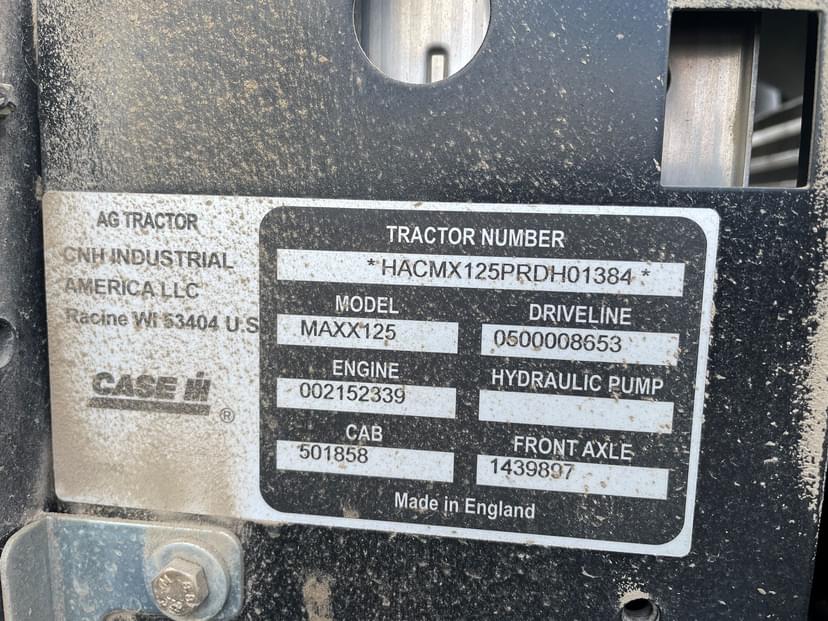 AG TRACTOR
CNH INDUSTRIAL
AMERICA LLC
Racine WI 53404 U.S
CASE IH
®
TRACTOR NUMBER
*HACMX125PRDH01384*
MODEL
MAXX125
DRIVELINE
0500008653
ENGINE
002152339
HYDRAULIC PUMP
CAB
501858
FRONT AXLE
1439897
Made in England